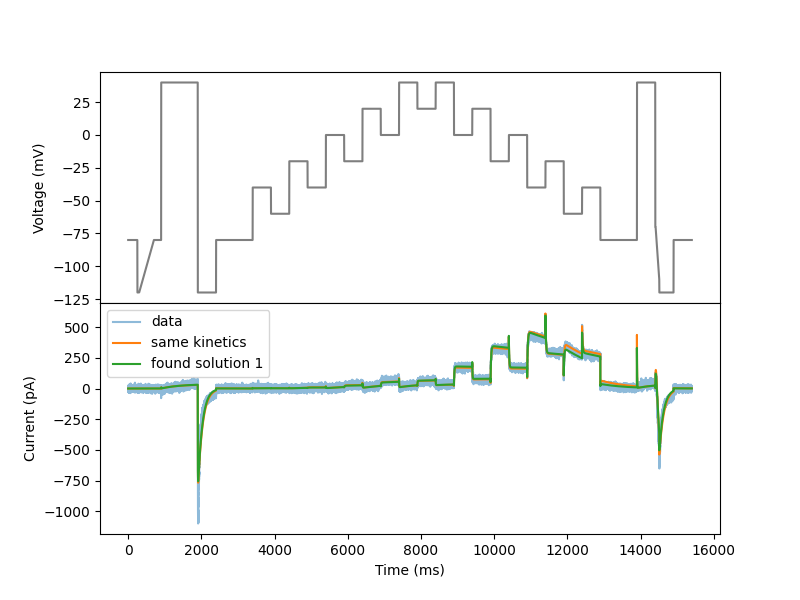 25
0
−25
−50
−75
−100
−125
Voltage (mV)
data
same kinetics
found solution 1
500
250
0
−250
−500
−750
−1000
Current (pA)
0 2000 4000 6000 8000 10000 12000 14000 16000
Time (ms)